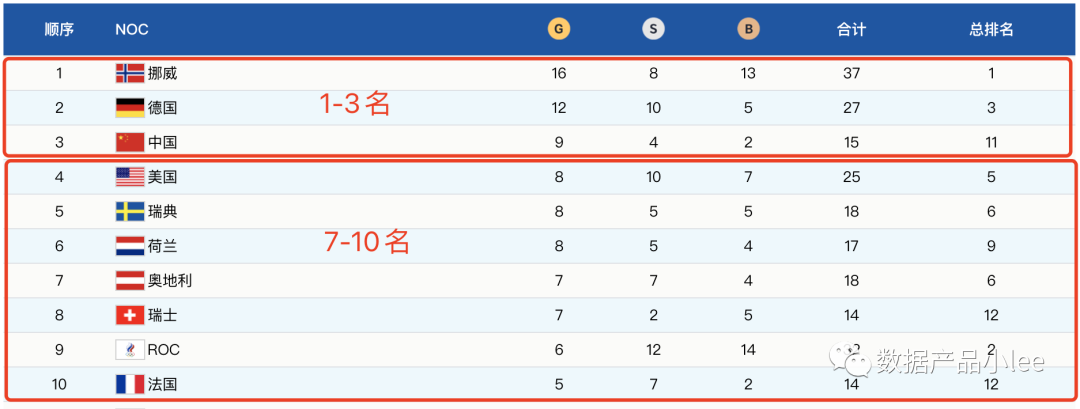 顺序 NOC G S B 合计 总排名
1 挪威 16 8 13 37 1
1-3名
2 德国 12 10 5 27 3
3 中国 9 4 2 15 11
4 美国 8 10 7 25 5
5 瑞典 8 5 5 18 6
7-10名
6 荷兰 8 5 4 17 9
7 奥地利 7 7 4 18 6
8 瑞士 7 2 5 14 12
9 ROC 6 12 14 2
数据产品小lee
10 法国 5 7 2 14 12